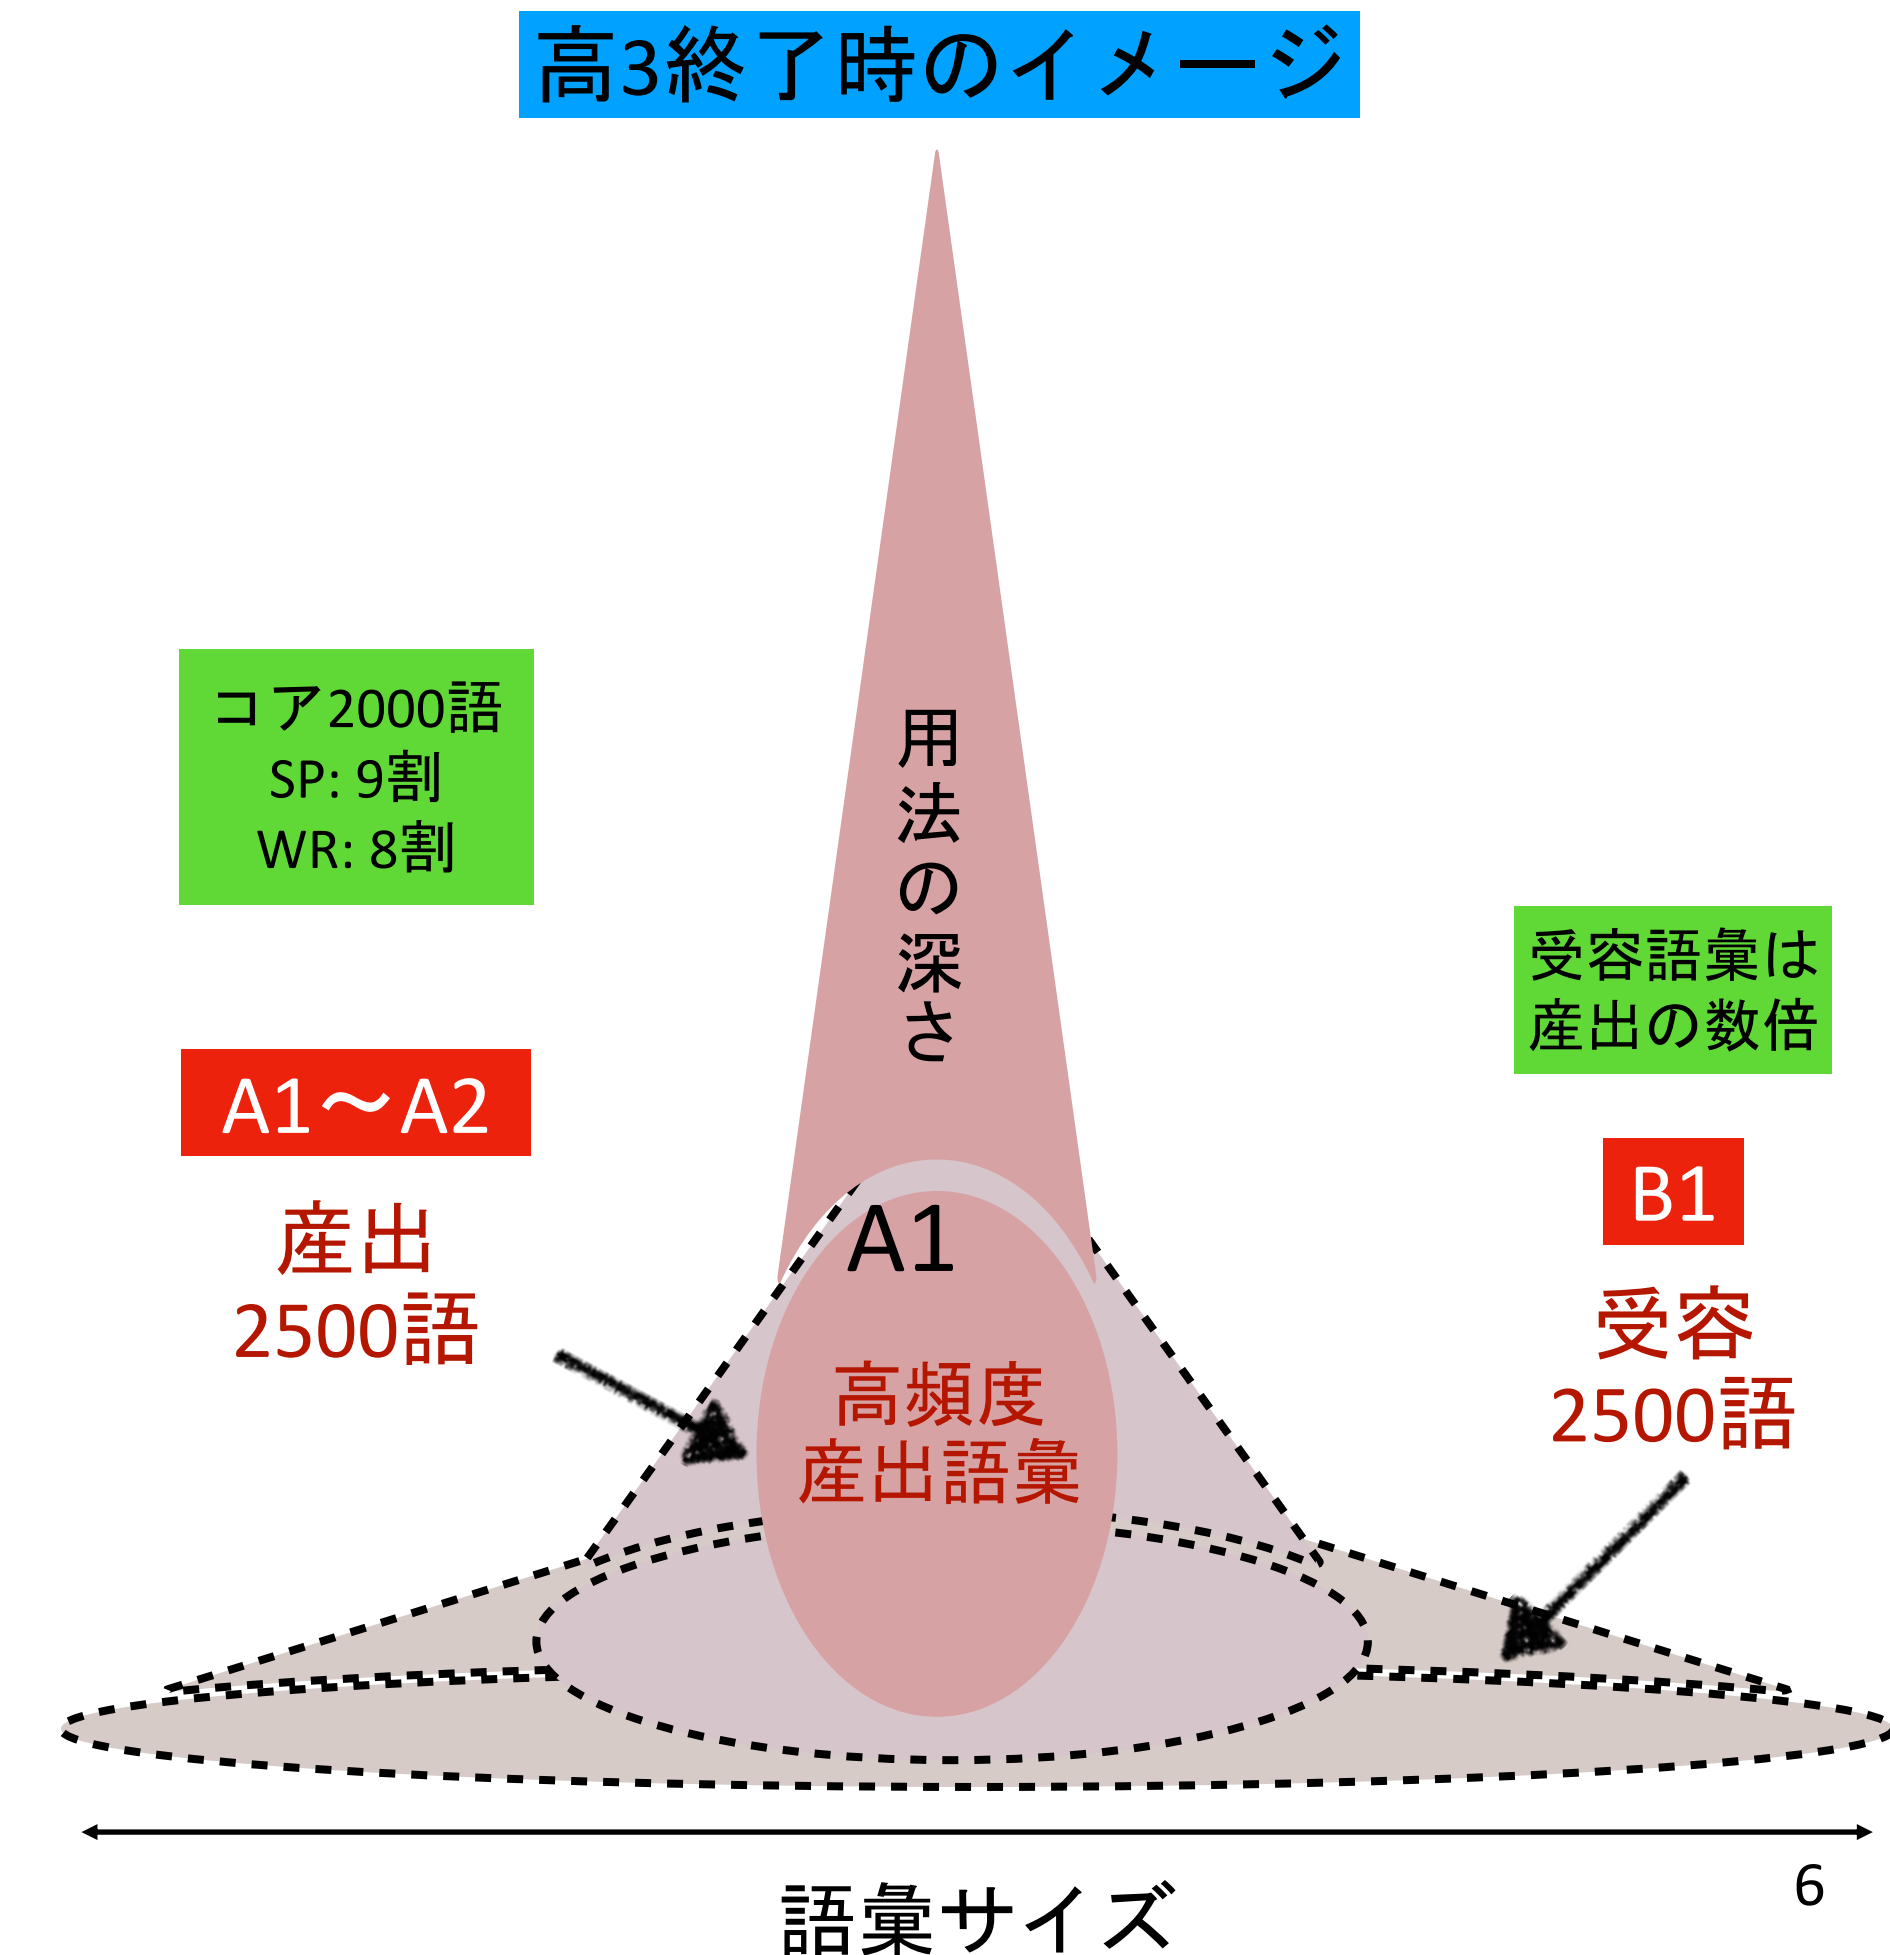 高3終了時のイメージ
コア2000語
SP: 9割
WR: 8割
用法の深さ
受容語彙は
産出の数倍
A1〜A2
産出
2500語
B1
受容
2500語
A1
高頻度
産出語彙
語彙サイズ
6